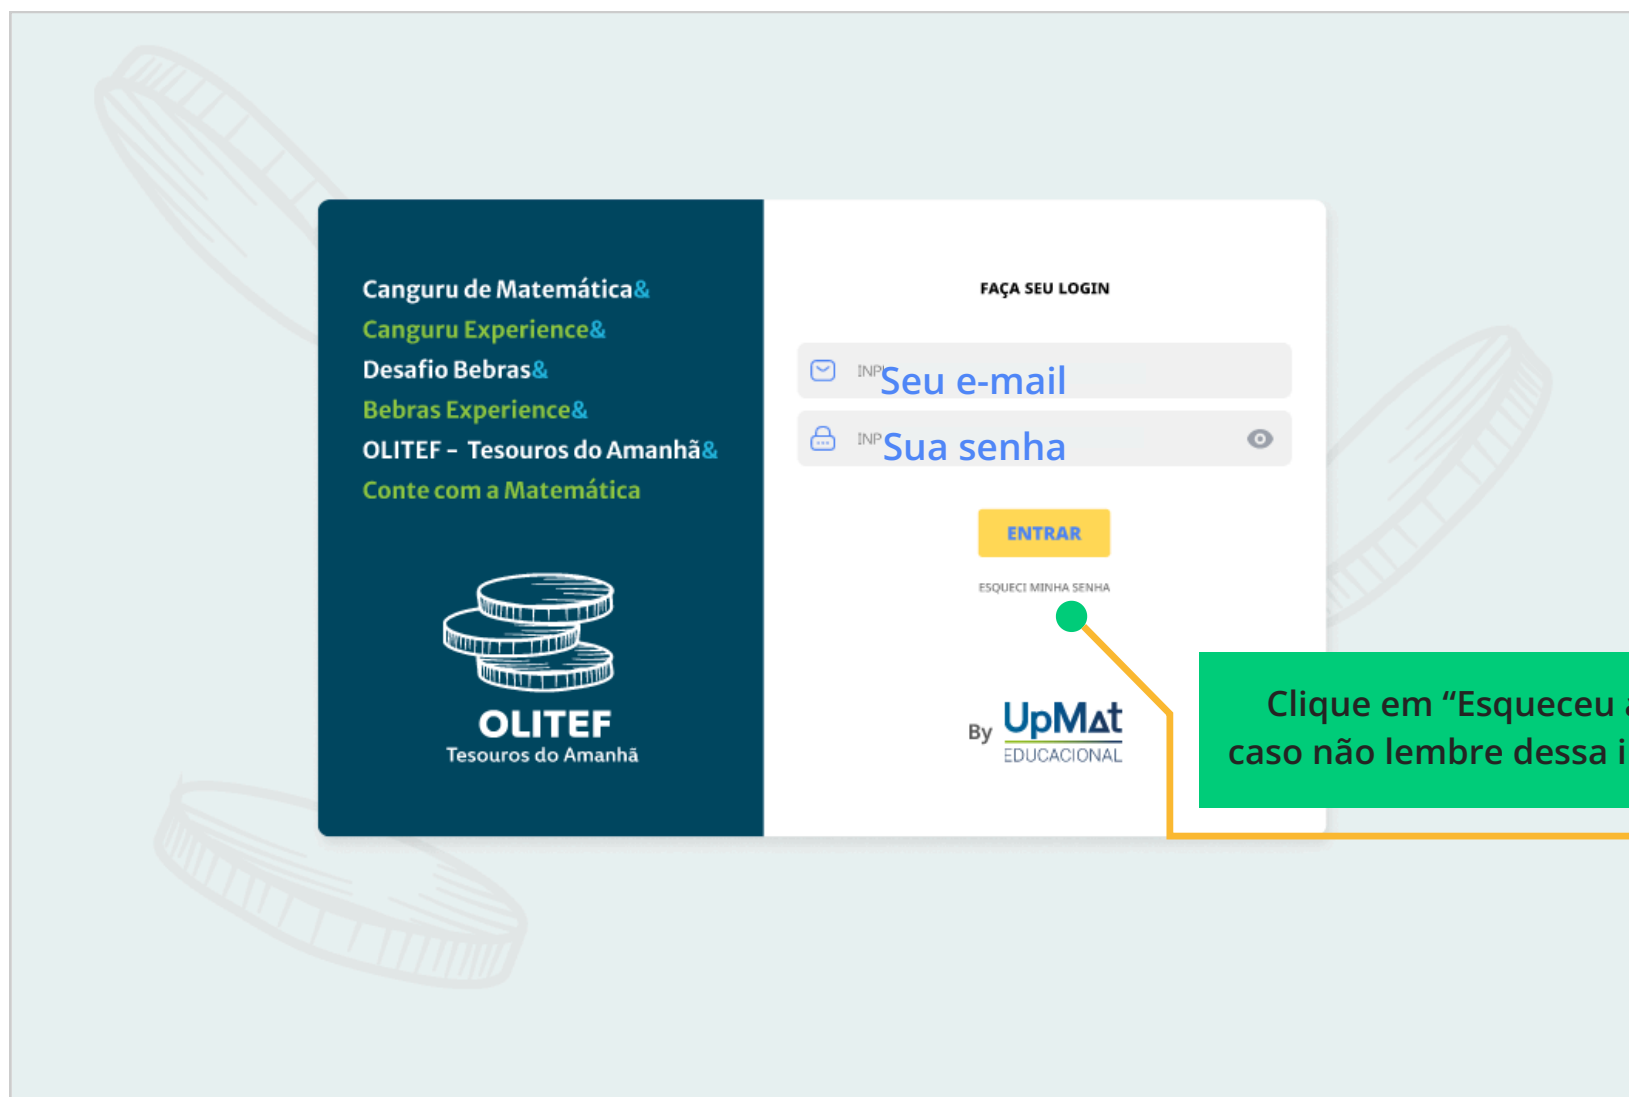 Canguru de Matemática&
Canguru Experience&
Desafio Bebras&
Bebras Experience&
OLITEF - Tesouros do Amanhã&
Conte com a Matemática
OLITEF
Tesouros do Amanhã
FAÇA SEU LOGIN
Seu e-mail
Sua senha
ENTRAR
ESQUECI MINHA SENHA
By UpMat
EDUCACIONAL
Clique em “Esqueceu a
caso não lembre dessa i